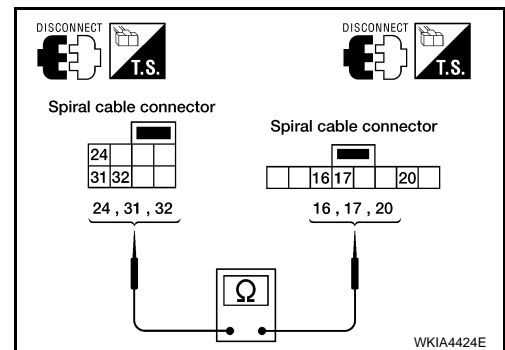 DISCONNECT
T.S.
DISCONNECT
T.S.
Spiral cable connector
24
31 32
24 , 31 , 32
Spiral cable connector
16 17 20
16 , 17 , 20
Ω
WKIA4424E